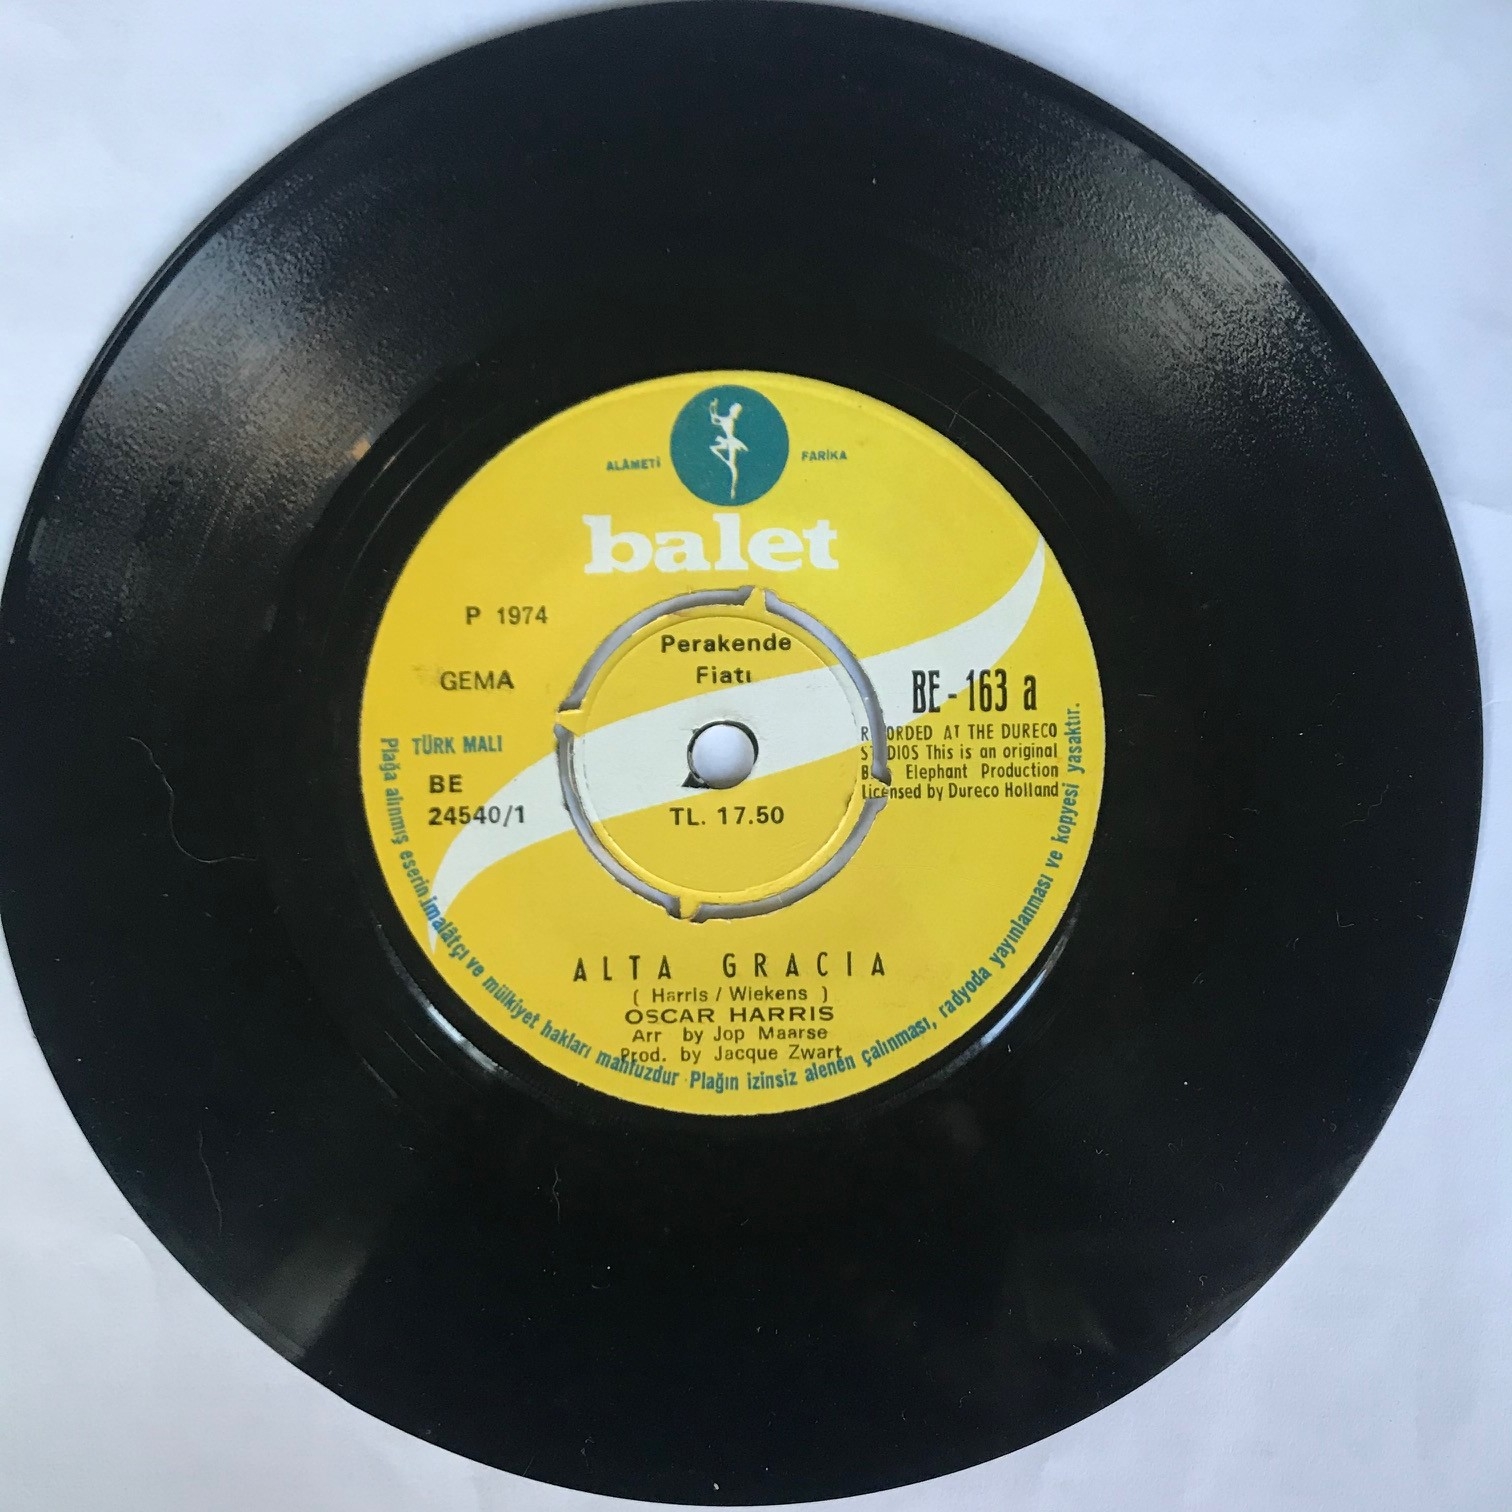 ALÂMETİ FARİKA
balet
P 1974
GEMA
TÜRK MALI
BE
24540/1
Perakende
Fiatı
TL. 17.50
BE-163 a
RECORDED AT THE DURECO
STUDIOS This is an original
Elephant Production
Licensed by Dureco Holland
ALTA GRACIA
( Harris / Wiekens )
OSCAR HARRIS
Arr by Jop Maarse
Prod. by Jacque Zwart
Plağa alınmış eserin imalâtçı ve mülkiyet hakları mahfuzdur Plağın izinsiz alenen çalınması, radyoda yayınlanması ve kopyesi yasaktır.